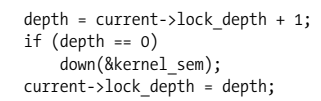 depth = current->lock_depth + 1;
if (depth == 0)
    down(&kernel_sem);
current->lock_depth = depth;